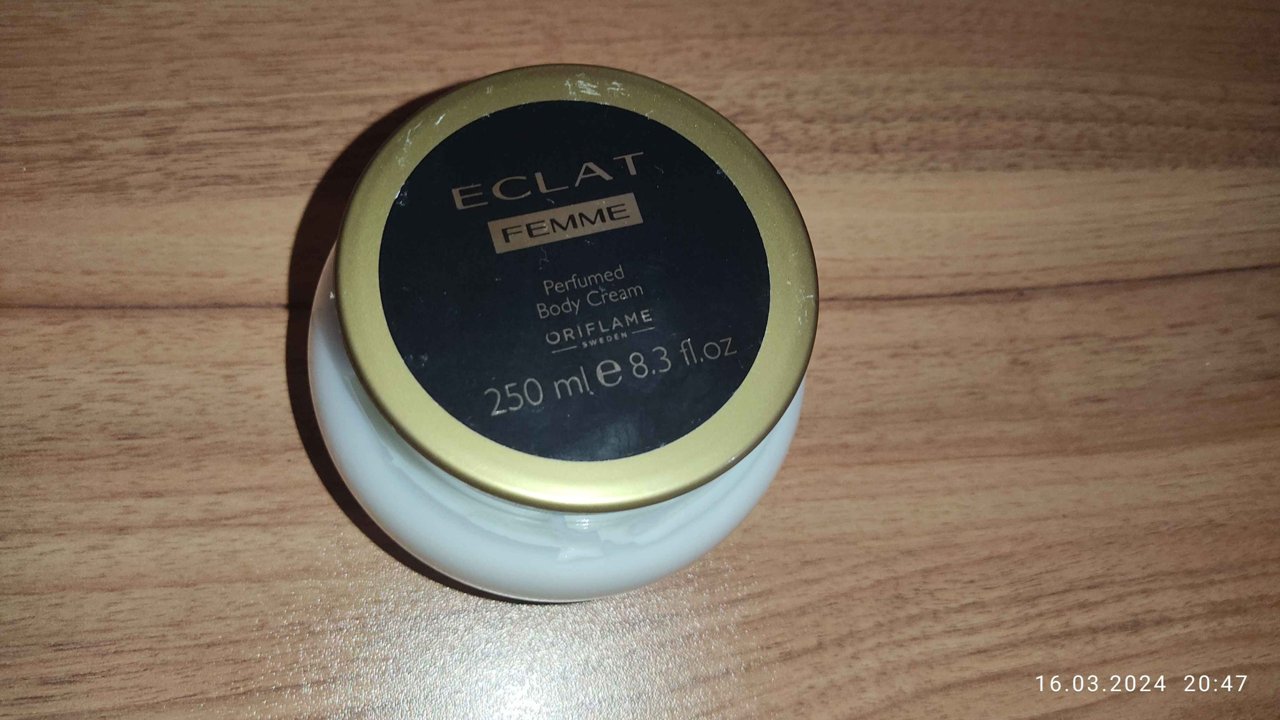 ECLAT
FEMME
Perfumed
Body Cream
ORIFLAME
SWEDEN
250 ml e 8.3 fl.oz
16.03.2024 20:47